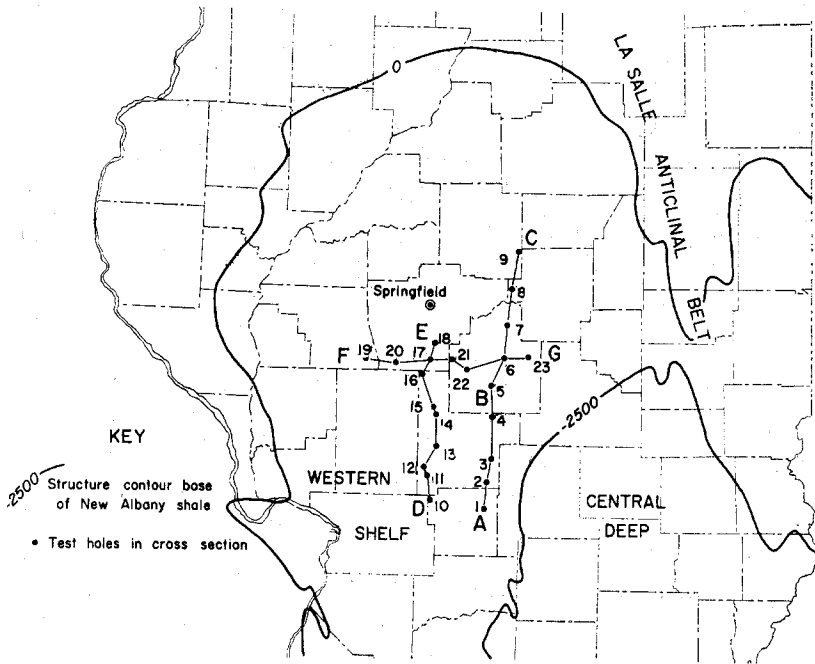 LA SALLE
ANTICLINAL
BELT
0
C
9
8
Springfield
7
E
18
F
19
20
17
21
G
16
22
6
23
B
5
15
14
4
-2500
KEY
13
12
3
WESTERN
11
2
-2500
Structure contour base
of New Albany shale
CENTRAL
D
10
1
A
SHELF
DEEP
• Test holes in cross section